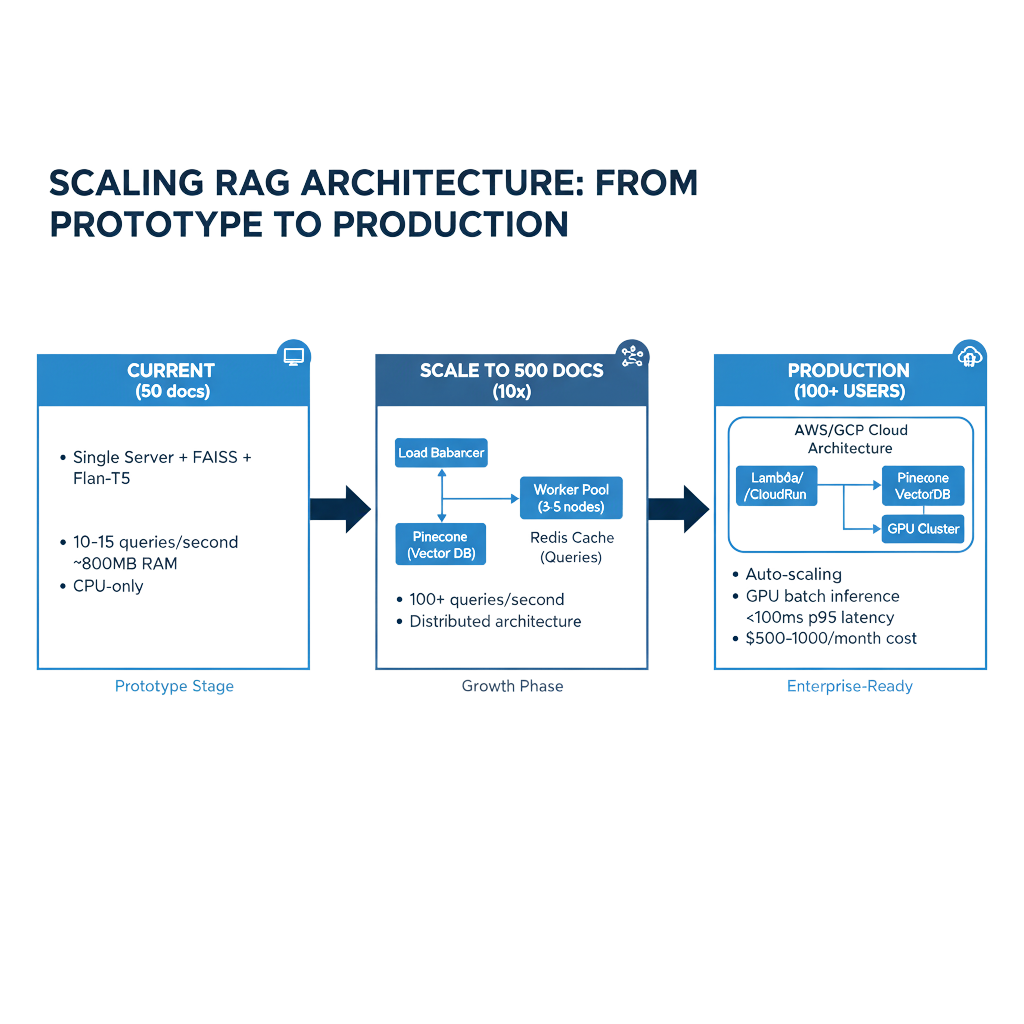 SCALING RAG ARCHITECTURE: FROM
PROTOTYPE TO PRODUCTION
CURRENT
(50 docs)
• Single Server + FAISS +
Flan-T5
• 10-15 queries/second
~800MB RAM
• CPU-only
Prototype Stage
SCALE TO 500 DOCS
(10x)
Load Babarcer
Worker Pool
(3-5 nodes)
Pinecone
(Vector DB)
Redis Cache
(Queries)
• 100+ queries/second
• Distributed architecture
Growth Phase
PRODUCTION
(100+ USERS)
AWS/GCP Cloud
Architecture
Lambda/
/CloudRun
Pinecone
VectorDB
GPU Cluster
• Auto-scaling
• GPU batch inference
<100ms p95 latency
• $500-1000/month cost
Enterprise-Ready